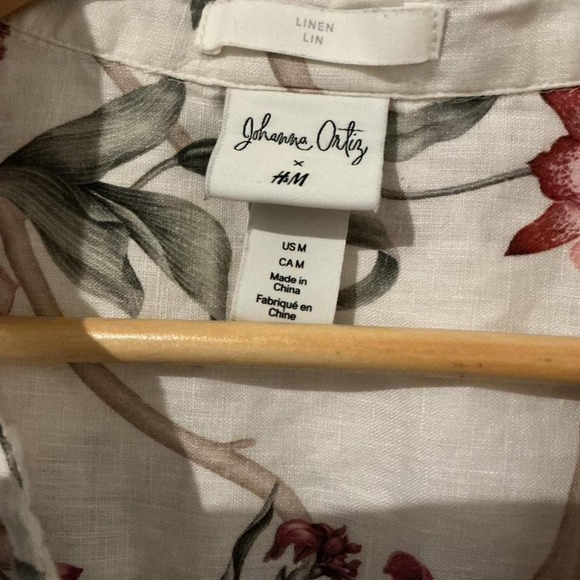 LINEN
LIN
Johanna Ortiz
×
H&M
US M
CA M
Made in
China
Fabriqué en
Chine